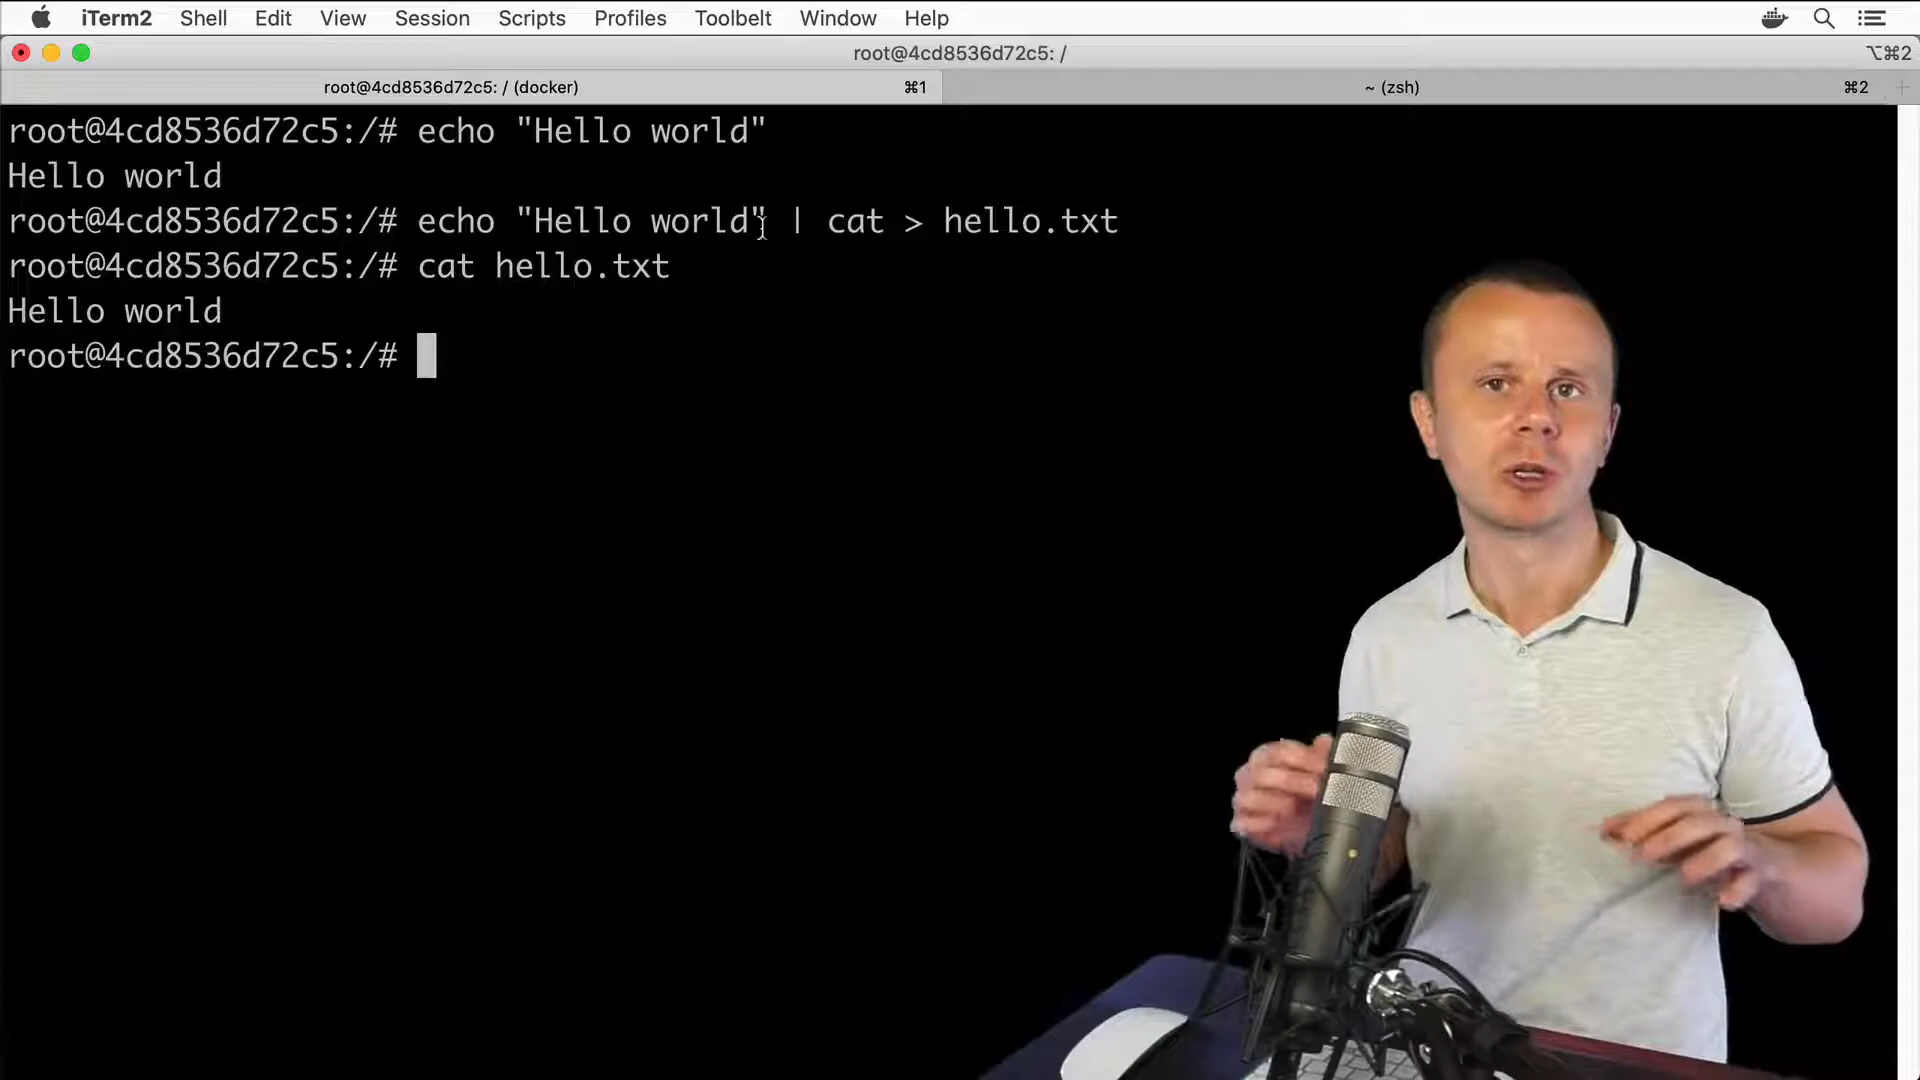 iTerm2 Shell Edit View Session Scripts Profiles Toolbelt Window Help
root@4cd8536d72c5: / ⌥⌘2
root@4cd8536d72c5: / (docker) ⌘1 ~ (zsh) ⌘2 +
root@4cd8536d72c5:/# echo "Hello world"
Hello world
root@4cd8536d72c5:/# echo "Hello world" | cat > hello.txt
root@4cd8536d72c5:/# cat hello.txt
Hello world
root@4cd8536d72c5:/#